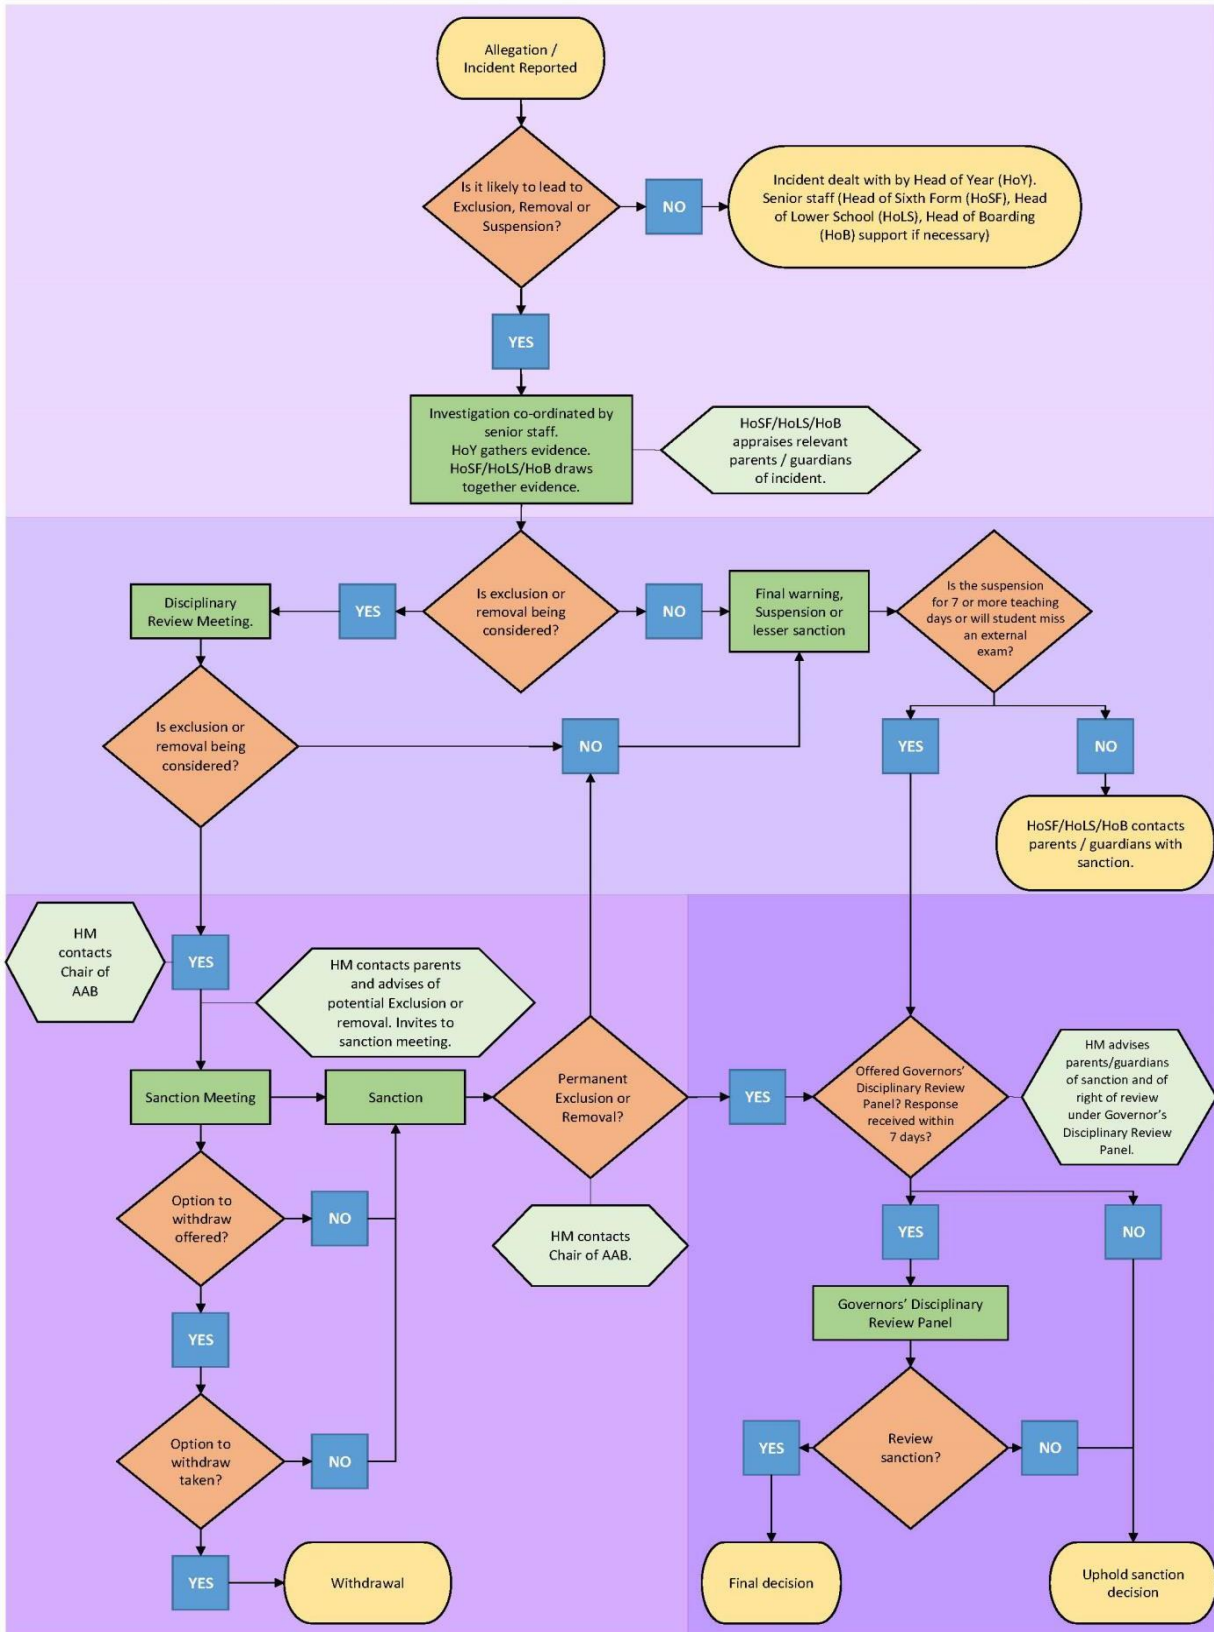 Allegation /
Incident Reported
Is it likely to lead to
Exclusion, Removal or
Suspension?
NO
Incident dealt with by Head of Year (HoY).
Senior staff (Head of Sixth Form (HoSF), Head
of Lower School (HoLS), Head of Boarding
(HoB) support if necessary)
YES
Investigation co-ordinated by
senior staff.
HoY gathers evidence.
HoSF/HoLS/HoB draws
together evidence.
HoSF/HoLS/HoB
appraises relevant
parents / guardians
of incident.
Disciplinary
Review Meeting.
YES
Is exclusion or
removal being
considered?
NO
Final warning,
Suspension or
lesser sanction
Is the suspension
for 7 or more teaching
days or will student miss
an external
exam?
Is exclusion or
removal being
considered?
NO
YES
NO
HoSF/HoLS/HoB contacts
parents / guardians with
sanction.
HM
contacts
Chair of
AAB
YES
HM contacts parents
and advises of
potential Exclusion or
removal. Invites to
sanction meeting.
Sanction Meeting
Sanction
Permanent
Exclusion or
Removal?
YES
Offered Governors’
Disciplinary Review
Panel? Response
received within
7 days?
HM advises
parents/guardians
of sanction and of
right of review
under Governor’s
Disciplinary Review
Panel.
Option to
withdraw
offered?
NO
HM contacts
Chair of AAB.
YES
NO
YES
Governors’ Disciplinary
Review Panel
Option to
withdraw
taken?
NO
YES
Review
sanction?
NO
YES
Withdrawal
Final decision
Uphold sanction
decision